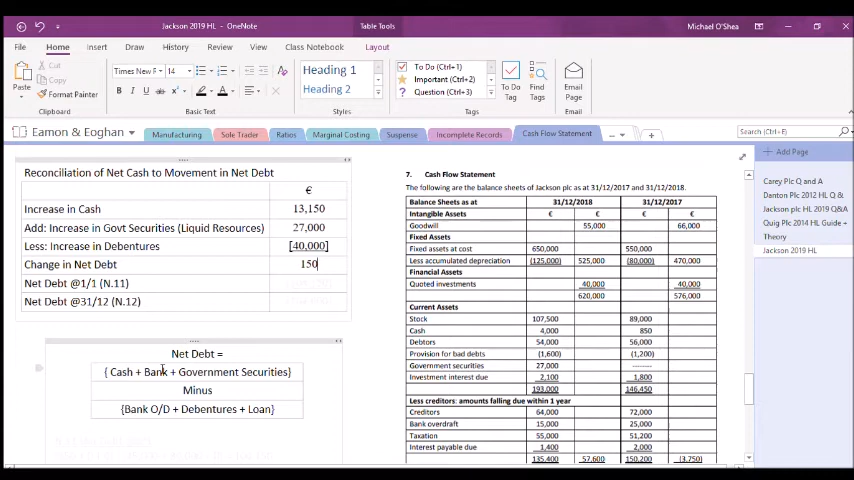 Jackson 2019 HL - OneNote
Table Tools
Michael O'Shea
File Home Insert Draw History Review View Class Notebook Layout
Paste
Cut
Copy
Format Painter
Clipboard
Times New R 14
B I U
Basic Text
Heading 1
Heading 2
Styles
To Do (Ctrl+1)
Important (Ctrl+2)
Question (Ctrl+3)
To Do Tag
Find Tags
Tags
Email Page
Email
Eamon & Eoghan
Manufacturing Sole Trader Ratios Marginal Costing Suspense Incomplete Records Cash Flow Statement
Search (Ctrl+E)
Add Page
Carey Plc Q and A
Danton Plc 2012 HL Q &
Jackson plc HL 2019 Q&A
Quig Plc 2014 HL Guide +
Theory
Jackson 2019 HL
Reconciliation of Net Cash to Movement in Net Debt
€
Increase in Cash 13,150
Add: Increase in Govt Securities (Liquid Resources) 27,000
Less: Increase in Debentures [40,000]
Change in Net Debt 150
Net Debt @1/1 (N.11)
Net Debt @31/12 (N.12)
Net Debt =
{ Cash + Bank + Government Securities}
Minus
{Bank O/D + Debentures + Loan}
7. Cash Flow Statement
The following are the balance sheets of Jackson plc as at 31/12/2017 and 31/12/2018.
Balance Sheets as at 31/12/2018 31/12/2017
Intangible Assets € € € €
Goodwill 55,000 66,000
Fixed Assets
Fixed assets at cost 650,000 550,000
Less accumulated depreciation (125,000) 525,000 (80,000) 470,000
Financial Assets
Quoted investments 40,000 40,000
620,000 576,000
Current Assets
Stock 107,500 89,000
Cash 4,000 850
Debtors 54,000 56,000
Provision for bad debts (1,600) (1,200)
Government securities 27,000 --------
Investment interest due 2,100 1,800
193,000 146,450
Less creditors: amounts falling due within 1 year
Creditors 64,000 72,000
Bank overdraft 15,000 25,000
Taxation 55,000 51,200
Interest payable due 1,400 2,000
135,400 57,600 150,200 (3,750)